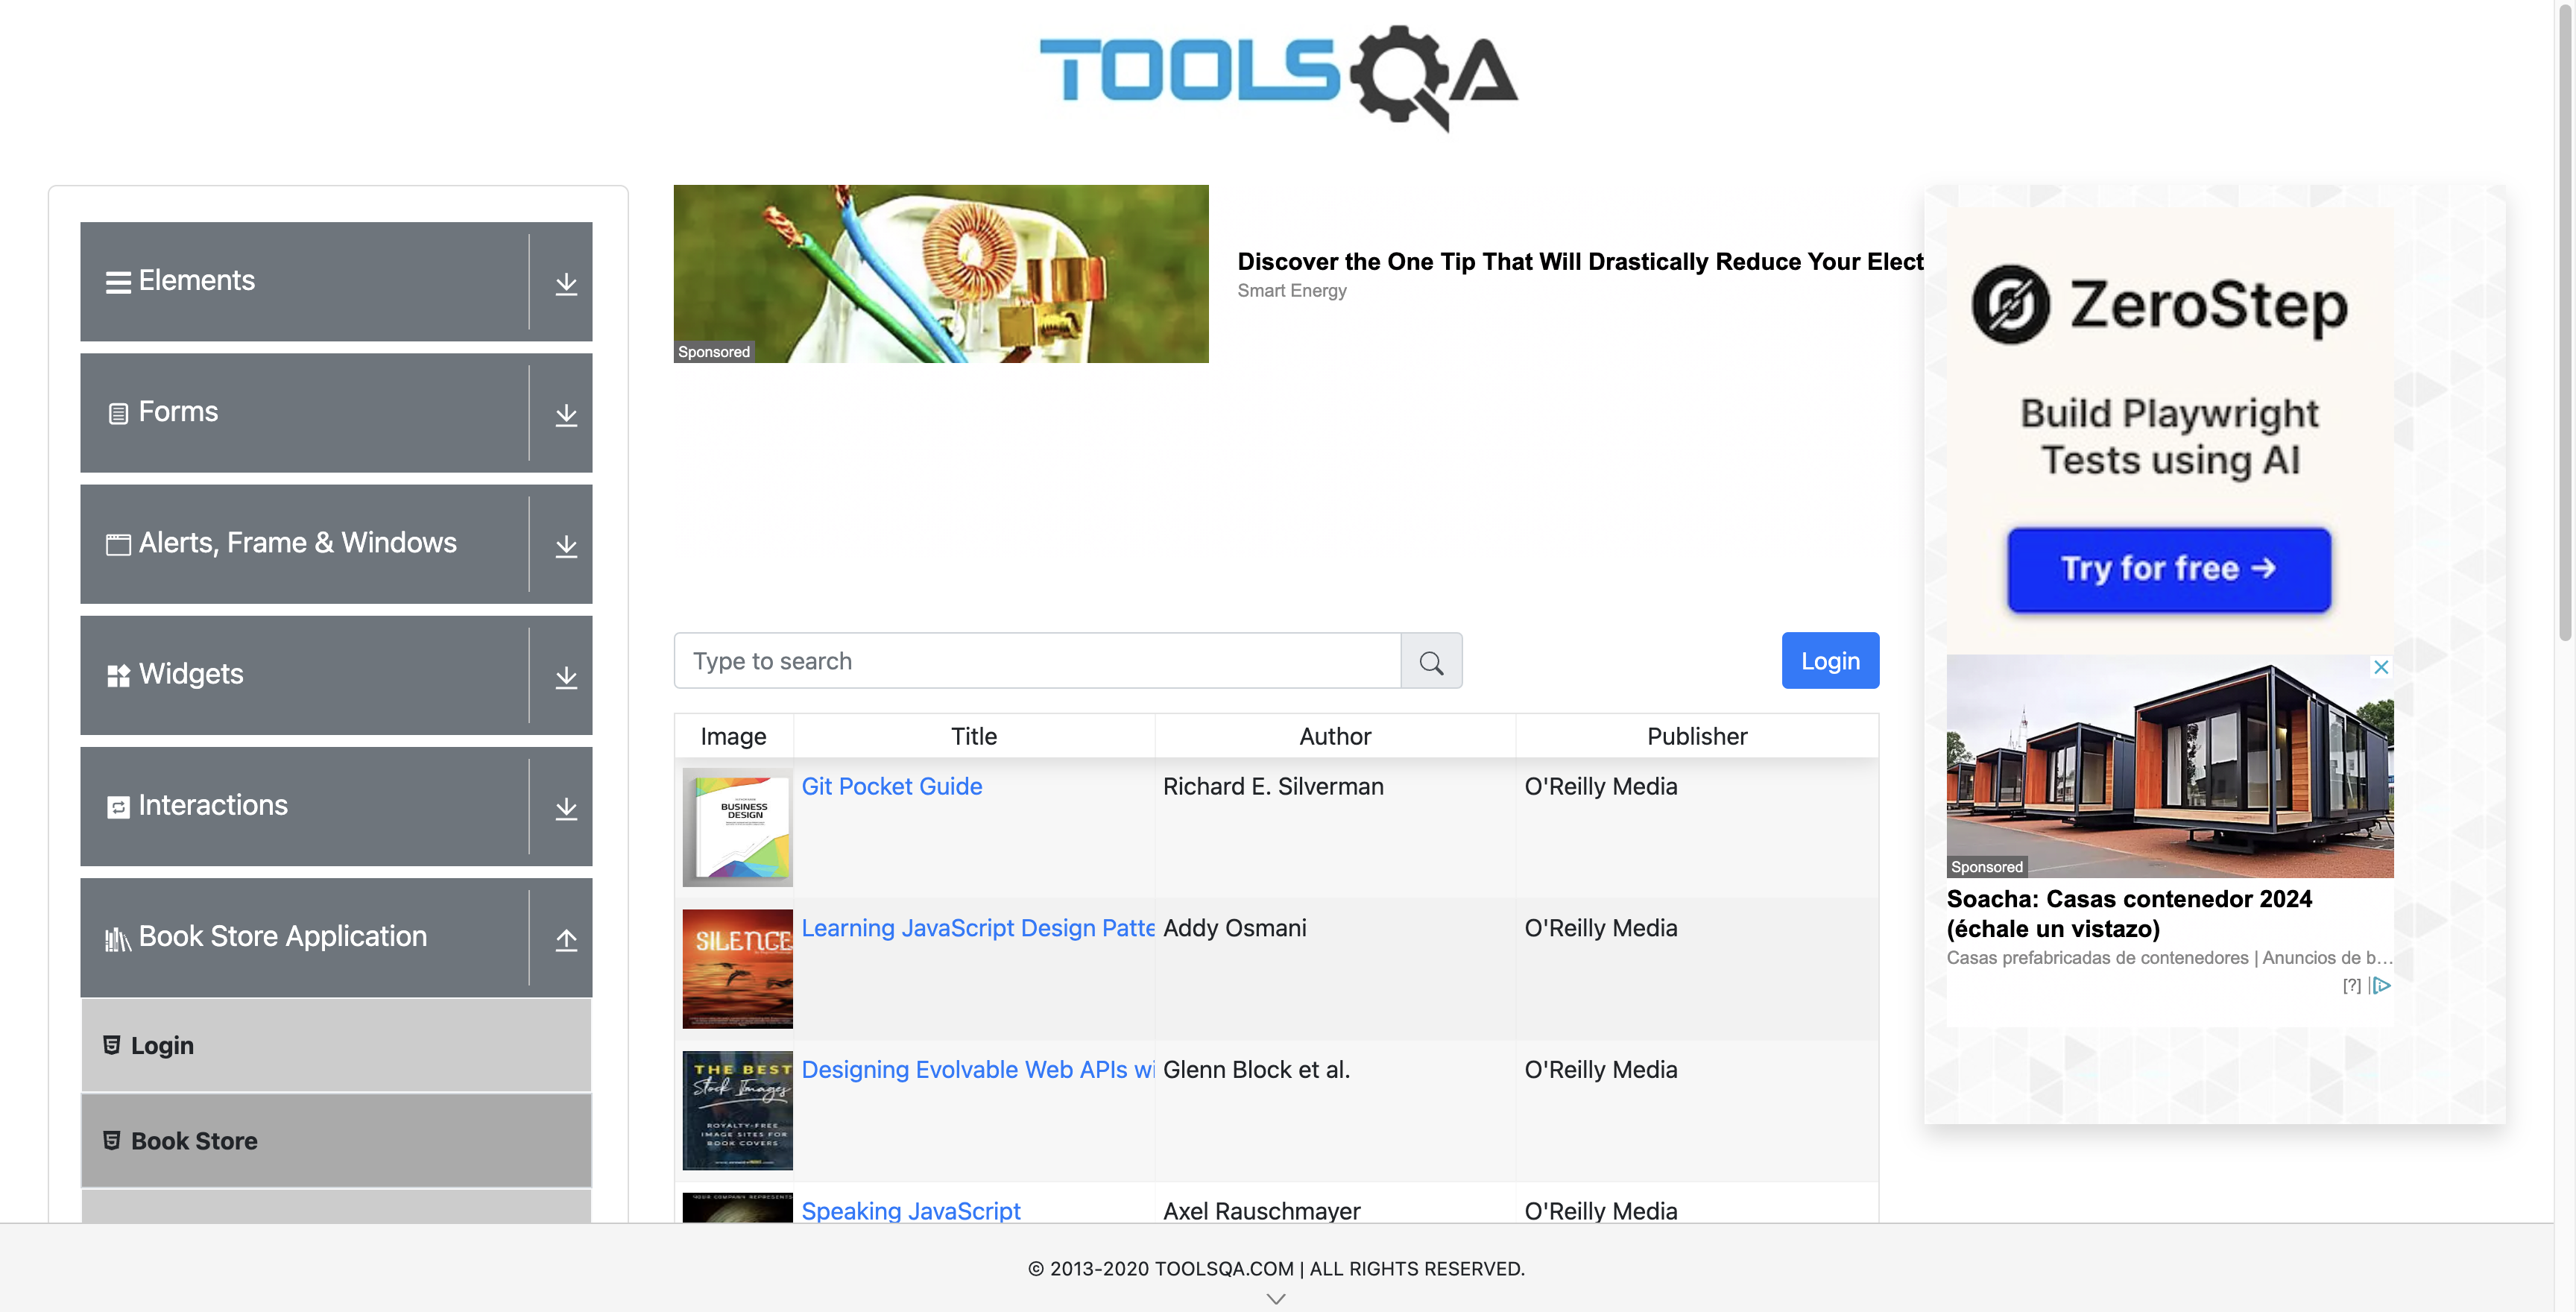 TOOLSQA
Elements
Forms
Alerts, Frame & Windows
Widgets
Interactions
Book Store Application
Login
Book Store
Sponsored
Discover the One Tip That Will Drastically Reduce Your Elect
Smart Energy
Type to search
Login
Image Title Author Publisher
BUSINESS
DESIGN
Git Pocket Guide Richard E. Silverman O'Reilly Media
SILENCE
Learning JavaScript Design Patte Addy Osmani O'Reilly Media
THE BEST
Stock Images
ROYALTY-FREE
IMAGE SITES FOR
BOOK COVERS
Designing Evolvable Web APIs wi Glenn Block et al. O'Reilly Media
Speaking JavaScript Axel Rauschmayer O'Reilly Media
ZeroStep
Build Playwright
Tests using AI
Try for free →
Sponsored
Soacha: Casas contenedor 2024
(échale un vistazo)
Casas prefabricadas de contenedores | Anuncios de b...
[?]
© 2013-2020 TOOLSQA.COM | ALL RIGHTS RESERVED.